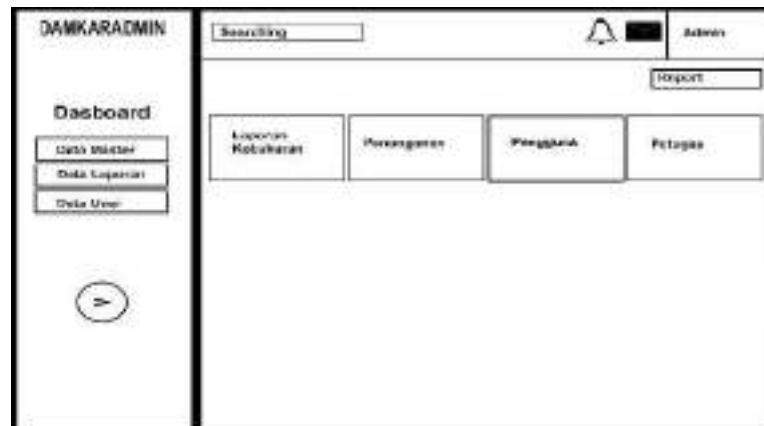 DAMKARADMIN
Searching
Admin
Report
Dasboard
Data Master
Data Laporan
Data User
Laporan
Kebakaran
Penanganan
Pengguna
Petugas